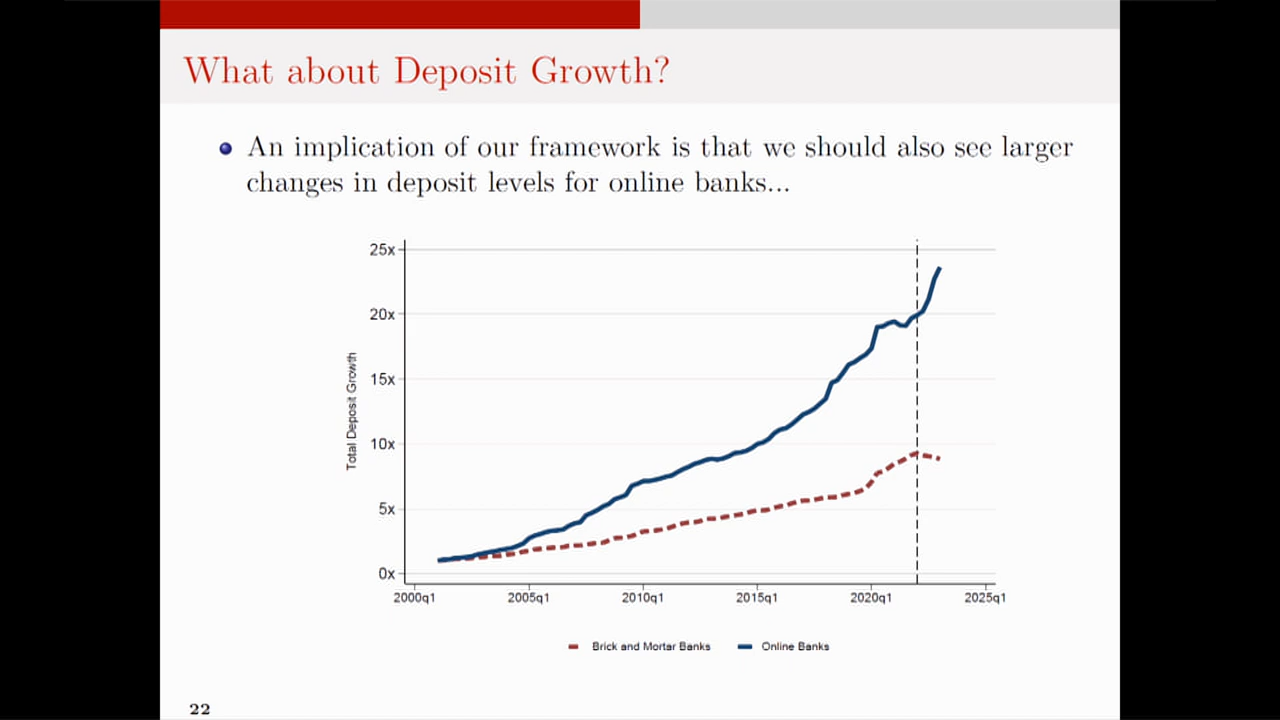 What about Deposit Growth?
An implication of our framework is that we should also see larger
changes in deposit levels for online banks...
25x
20x
15x
10x
5x
0x
Total Deposit Growth
2000q1
2005q1
2010q1
2015q1
2020q1
2025q1
Brick and Mortar Banks
Online Banks
22